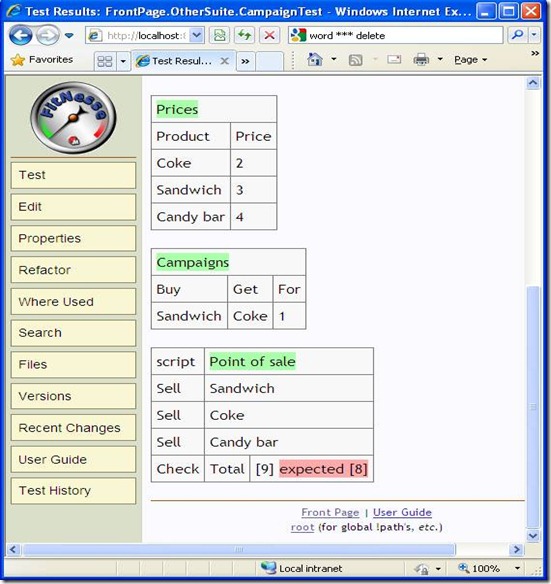 Test Results: FrontPage.OtherSuite.CampaignTest - Windows Internet Ex...
http://localhost:8 word *** delete
Favorites Test Resul... Page
FitNesse
Test
Edit
Properties
Refactor
Where Used
Search
Files
Versions
Recent Changes
User Guide
Test History
Prices
Product Price
Coke 2
Sandwich 3
Candy bar 4
Campaigns
Buy Get For
Sandwich Coke 1
script Point of sale
Sell Sandwich
Sell Coke
Sell Candy bar
Check Total [9] expected [8]
Front Page | User Guide
root (for global !path's, etc.)
Local intranet 100%